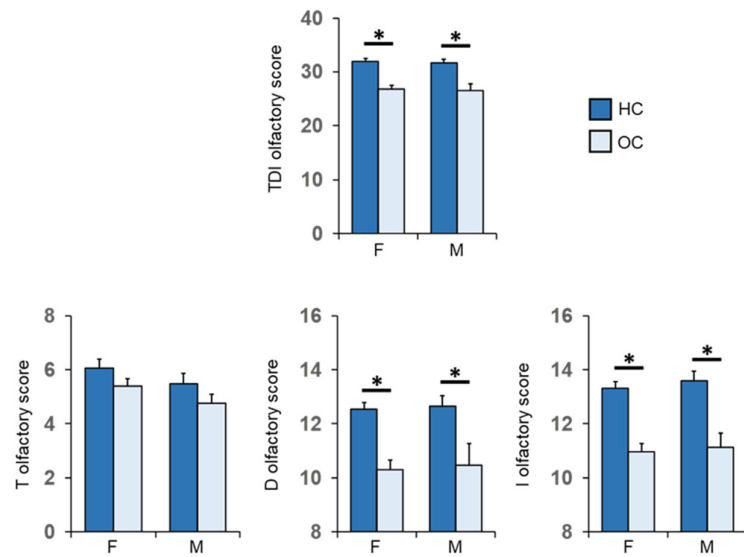 TDI olfactory score
40
30
20
10
0
*
*
F
M
HC
OC
T olfactory score
8
6
4
2
0
F
M
D olfactory score
16
14
12
10
8
*
*
F
M
I olfactory score
16
14
12
10
8
*
*
F
M